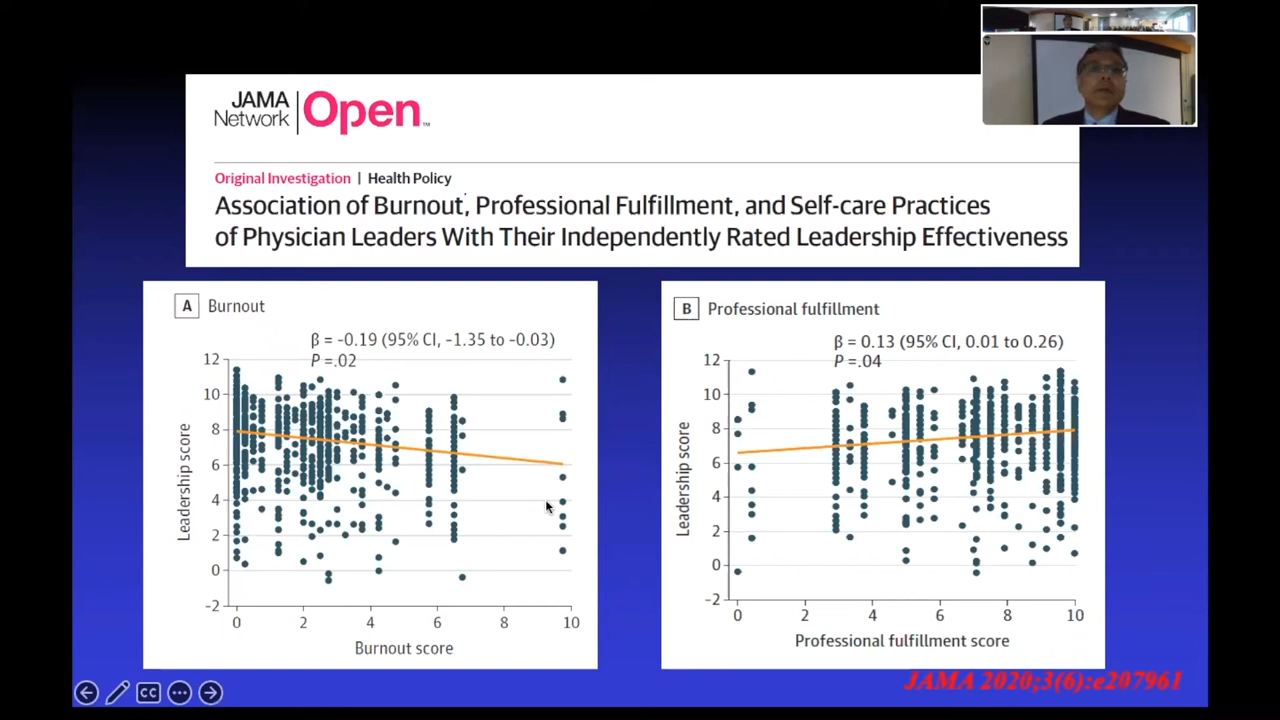 JAMA
Network
Open™
Original Investigation | Health Policy
Association of Burnout, Professional Fulfillment, and Self-care Practices
of Physician Leaders With Their Independently Rated Leadership Effectiveness
A Burnout
β = -0.19 (95% CI, -1.35 to -0.03)
P =.02
12
10
8
6
4
2
0
-2
Leadership score
0 2 4 6 8 10
Burnout score
B Professional fulfillment
β = 0.13 (95% CI, 0.01 to 0.26)
P =.04
12
10
8
6
4
2
0
-2
Leadership score
0 2 4 6 8 10
Professional fulfillment score
JAMA 2020;3(6):e207961
CC